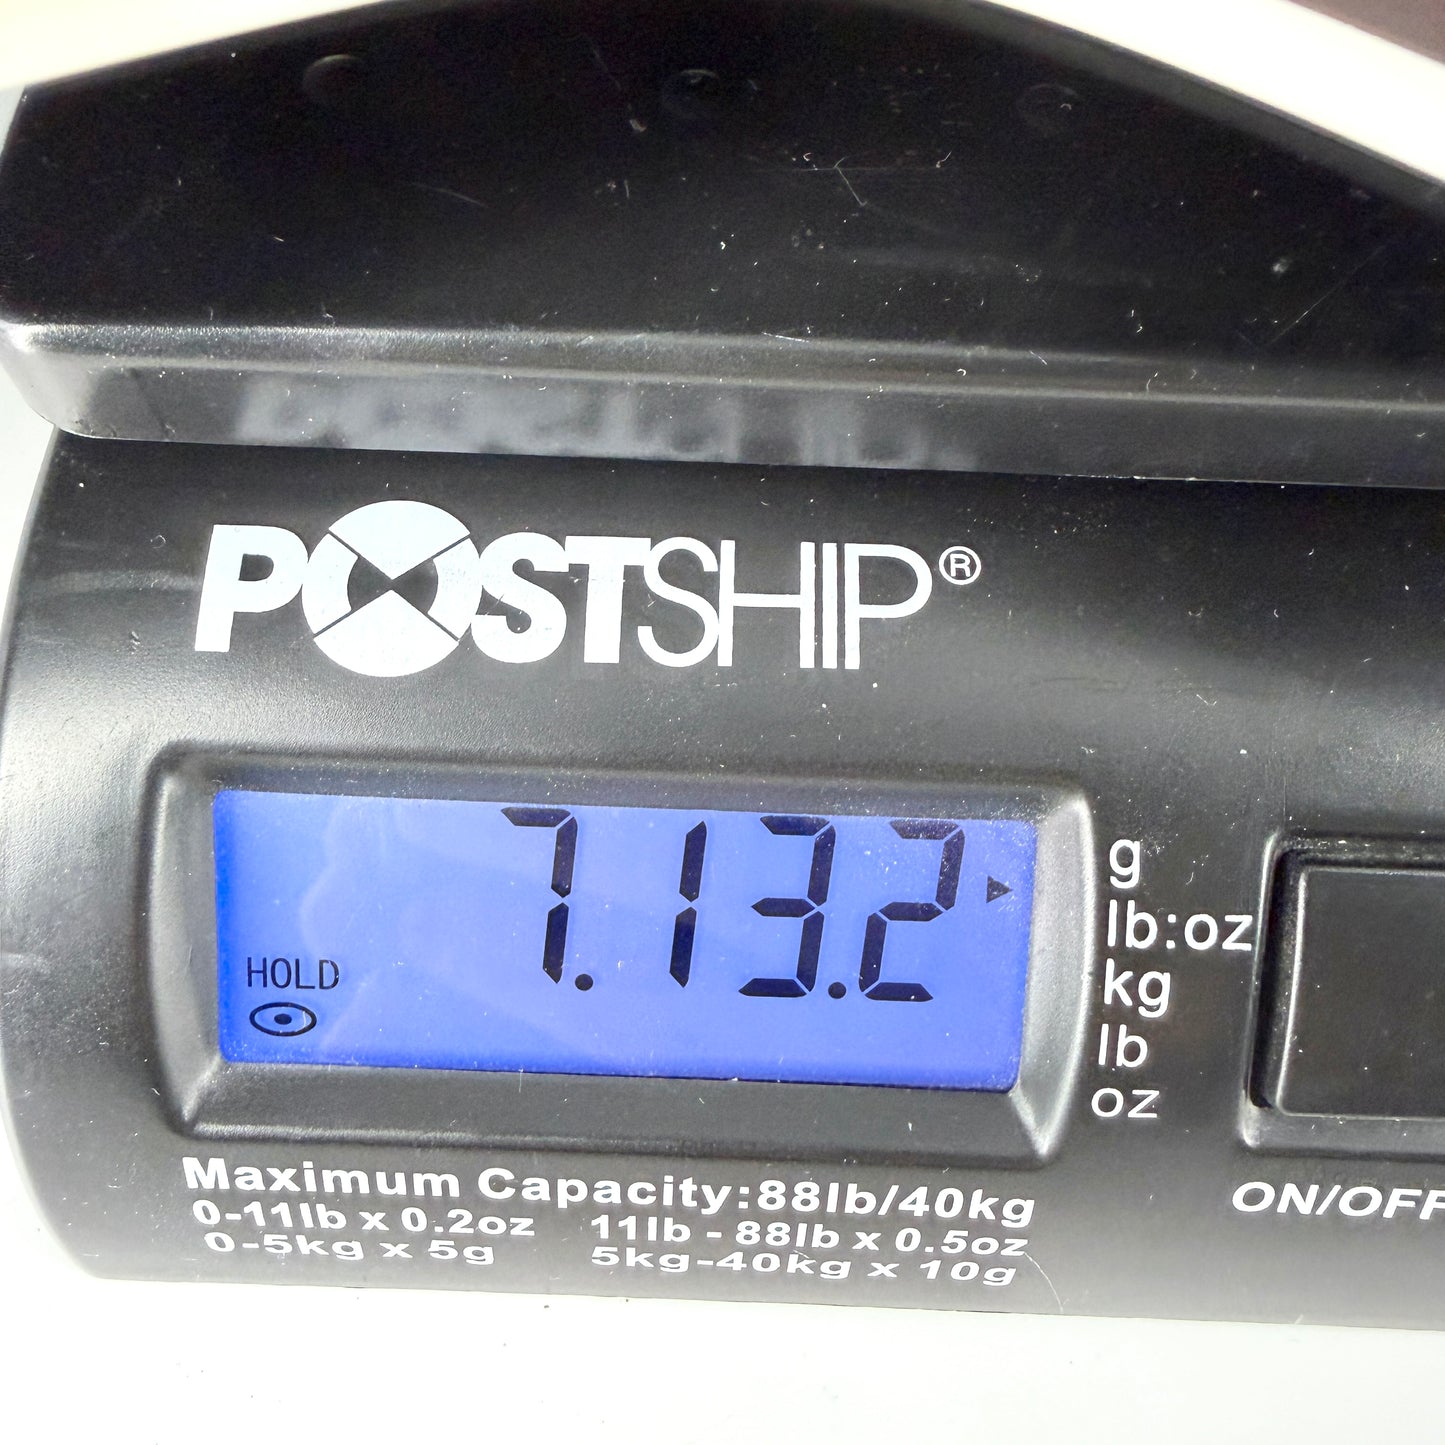 POSTSHIP®
7.13.2
HOLD
g
lb:oz
kg
lb
oz
ON/OFF
Maximum Capacity:88lb/40kg
0-11lb x 0.2oz 11lb - 88lb x 0.5oz
0-5kg x 5g 5kg-40kg x 10g